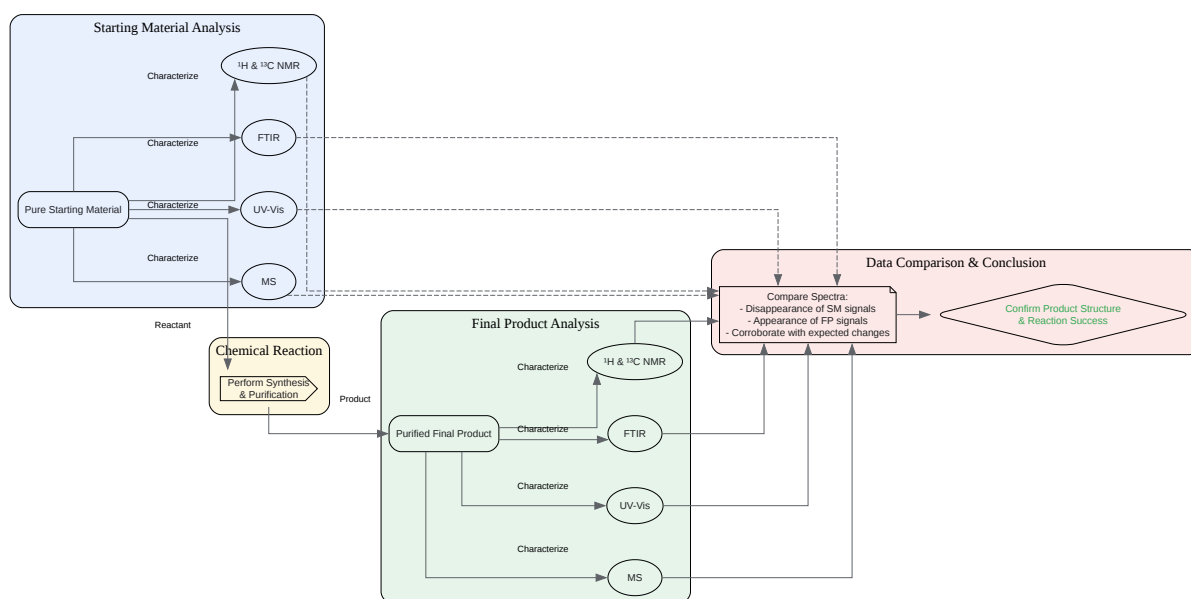 Starting Material Analysis
Characterize
¹H & ¹³C NMR
Characterize
FTIR
Pure Starting Material
Characterize
UV-Vis
Characterize
MS
Reactant
Chemical Reaction
Perform Synthesis
& Purification
Product
Final Product Analysis
Characterize
¹H & ¹³C NMR
Purified Final Product
Characterize
FTIR
Characterize
UV-Vis
Characterize
MS
Data Comparison & Conclusion
Compare Spectra:
- Disappearance of SM signals
- Appearance of FP signals
- Corroborate with expected changes
Confirm Product Structure
& Reaction Success